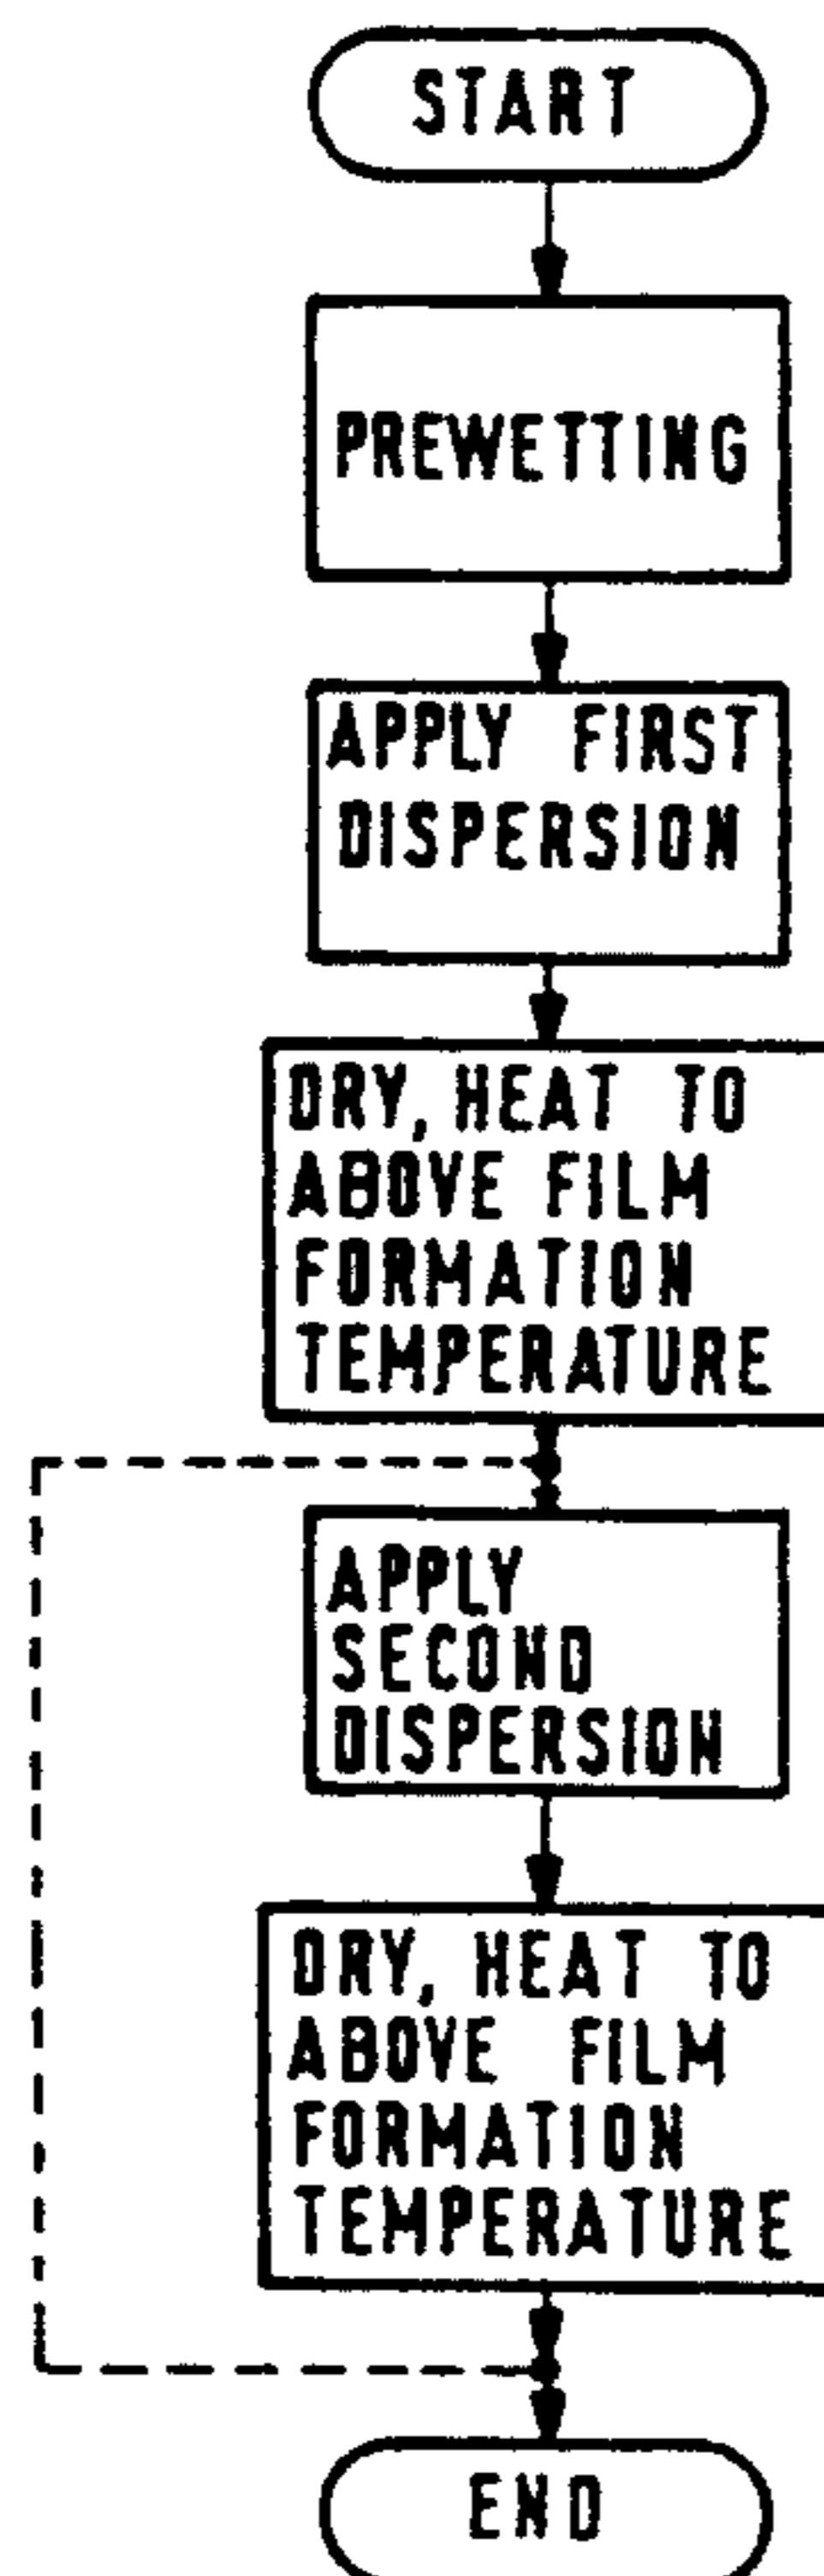 START
PREWETTING
APPLY FIRST
DISPERSION
DRY, HEAT TO
ABOVE FILM
FORMATION
TEMPERATURE
APPLY
SECOND
DISPERSION
DRY, HEAT TO
ABOVE FILM
FORMATION
TEMPERATURE
END